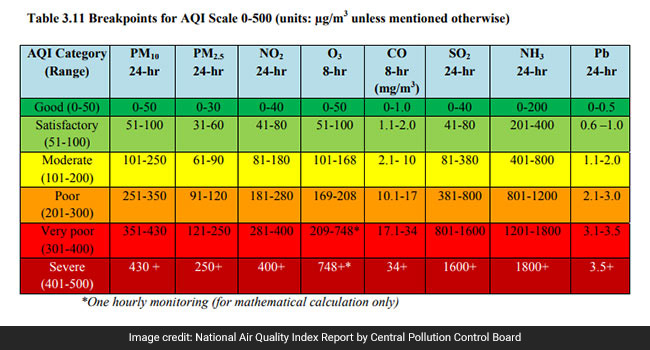 Table 3.11 Breakpoints for AQI Scale 0-500 (units: µg/m³ unless mentioned otherwise)
AQI Category PM₁₀ PM₂.₅ NO₂ O₃ CO SO₂ NH₃ Pb
(Range) 24-hr 24-hr 24-hr 8-hr 8-hr 24-hr 24-hr 24-hr
(mg/m³)
Good (0-50) 0-50 0-30 0-40 0-50 0-1.0 0-40 0-200 0-0.5
Satisfactory 51-100 31-60 41-80 51-100 1.1-2.0 41-80 201-400 0.6 –1.0
(51-100)
Moderate 101-250 61-90 81-180 101-168 2.1- 10 81-380 401-800 1.1-2.0
(101-200)
Poor 251-350 91-120 181-280 169-208 10.1-17 381-800 801-1200 2.1-3.0
(201-300)
Very poor 351-430 121-250 281-400 209-748* 17.1-34 801-1600 1201-1800 3.1-3.5
(301-400)
Severe 430 + 250+ 400+ 748+* 34+ 1600+ 1800+ 3.5+
(401-500)
*One hourly monitoring (for mathematical calculation only)
Image credit: National Air Quality Index Report by Central Pollution Control Board